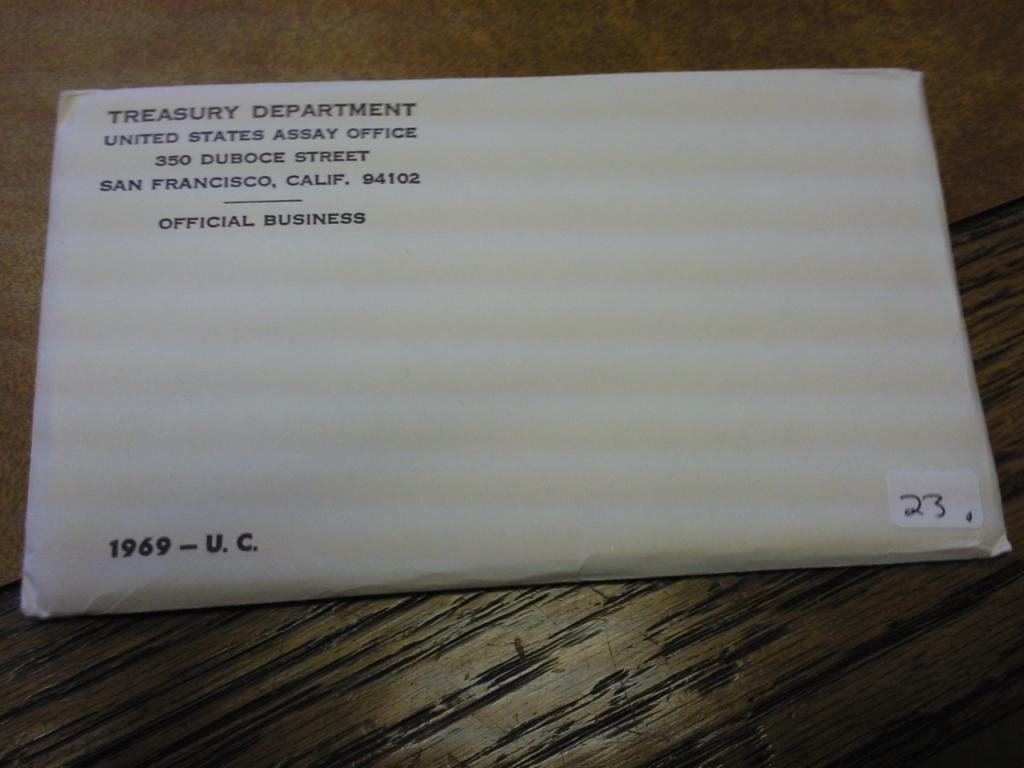 TREASURY DEPARTMENT
UNITED STATES ASSAY OFFICE
350 DUBOCE STREET
SAN FRANCISCO, CALIF. 94102
OFFICIAL BUSINESS
1969 – U. C.
23.